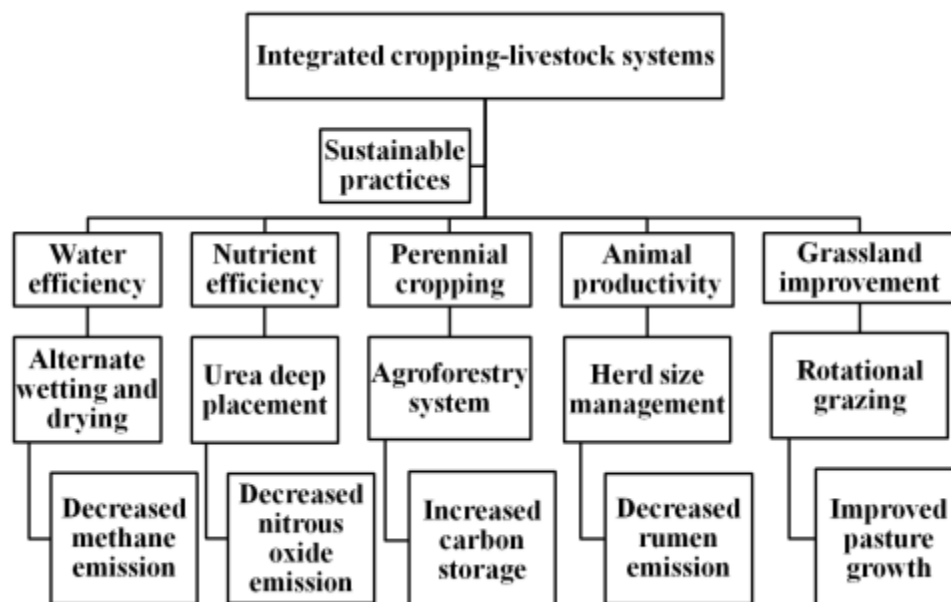 Integrated cropping-livestock systems
Sustainable
practices
Water
efficiency
Nutrient
efficiency
Perennial
cropping
Animal
productivity
Grassland
improvement
Alternate
wetting and
drying
Urea deep
placement
Agroforestry
system
Herd size
management
Rotational
grazing
Decreased
methane
emission
Decreased
nitrous
oxide
emission
Increased
carbon
storage
Decreased
rumen
emission
Improved
pasture
growth